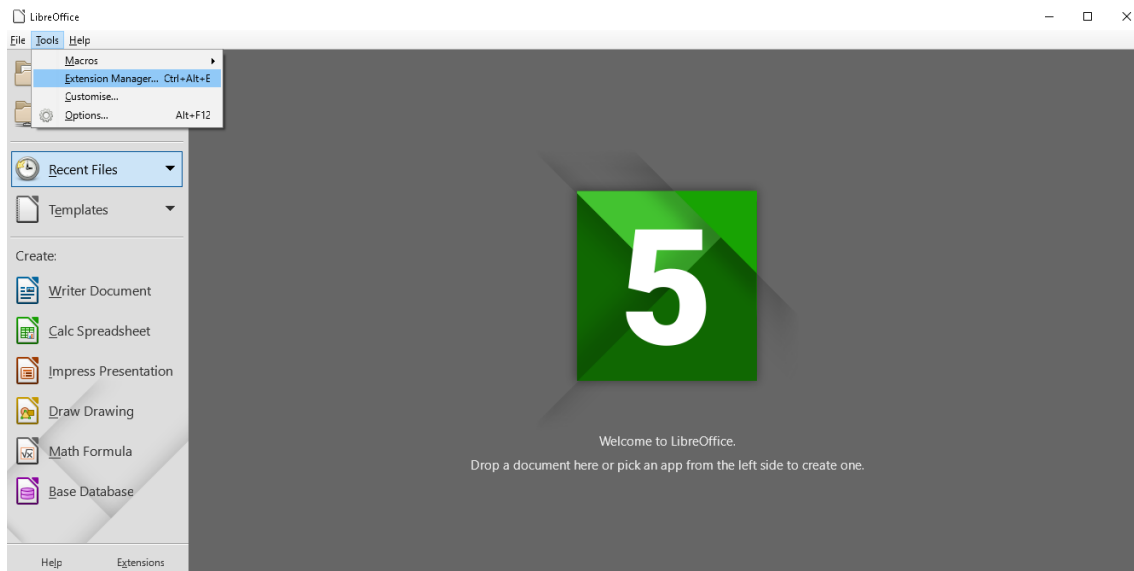 LibreOffice
File Tools Help
Macros
Extension Manager... Ctrl+Alt+E
Customise...
Options... Alt+F12
Recent Files
Templates
Create:
Writer Document
Calc Spreadsheet
Impress Presentation
Draw Drawing
Math Formula
Base Database
Help Extensions
5
Welcome to LibreOffice.
Drop a document here or pick an app from the left side to create one.